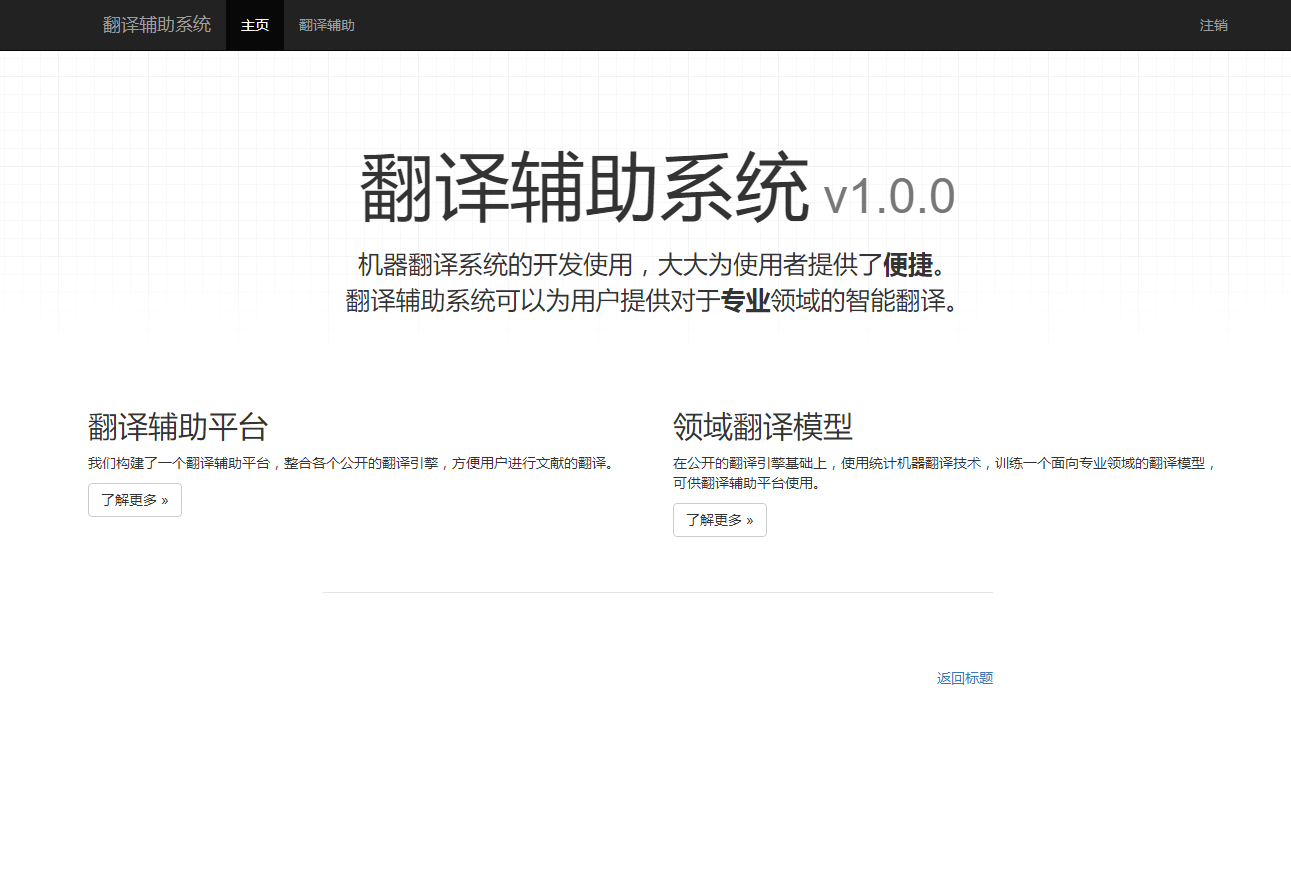 翻译辅助系统 主页 翻译辅助 注销
翻译辅助系统 v1.0.0
机器翻译系统的开发使用，大大为使用者提供了便捷。
翻译辅助系统可以为用户提供对于专业领域的智能翻译。
翻译辅助平台
我们构建了一个翻译辅助平台，整合各个公开的翻译引擎，方便用户进行文献的翻译。
了解更多 »
领域翻译模型
在公开的翻译引擎基础上，使用统计机器翻译技术，训练一个面向专业领域的翻译模型，
可供翻译辅助平台使用。
了解更多 »
返回标题